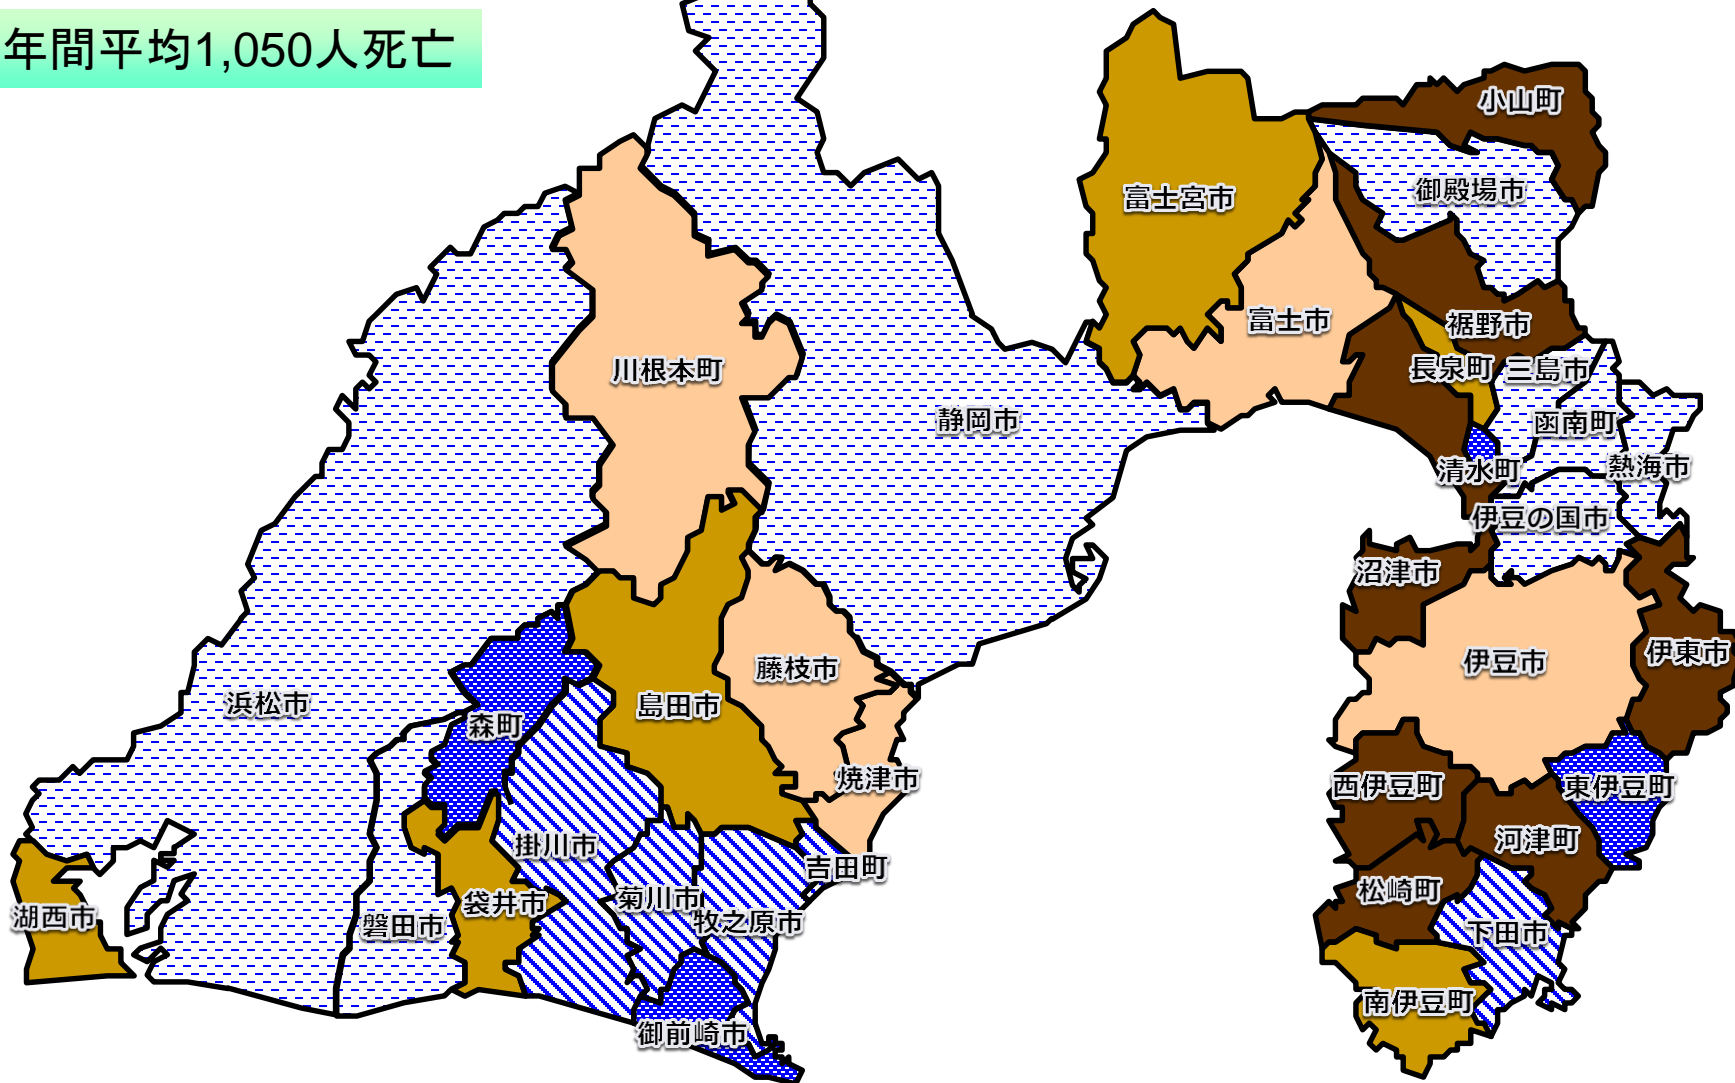 年間平均1,050人死亡
小山町
御殿場市
富士宮市
富士市
裾野市
川根本町
長泉町
三島市
静岡市
函南町
清水町
熱海市
伊豆の国市
沼津市
伊東市
伊豆市
藤枝市
島田市
浜松市
森町
焼津市
西伊豆町
東伊豆町
掛川市
河津町
吉田町
松崎町
菊川市
袋井市
湖西市
牧之原市
磐田市
下田市
南伊豆町
御前崎市